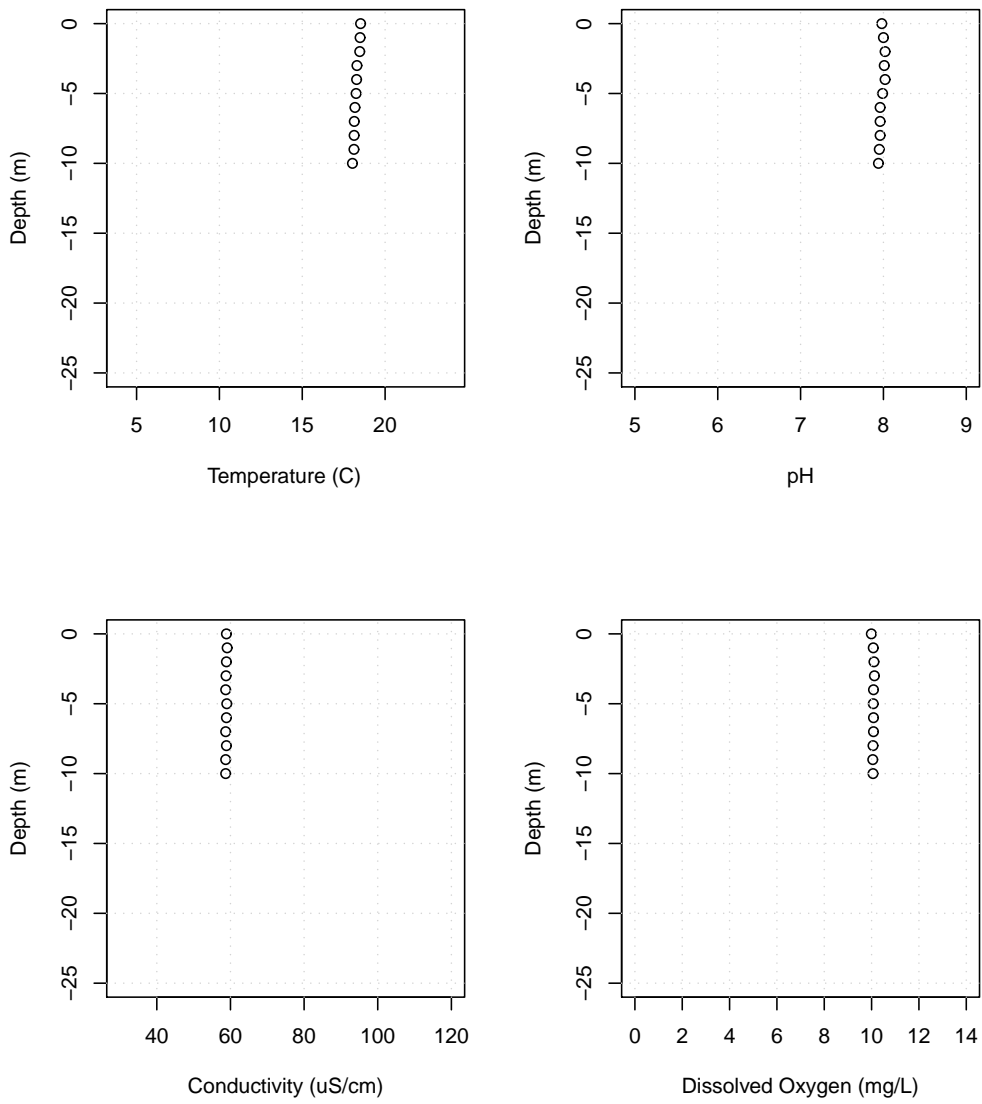 0
−5
−10
−15
−20
−25
Depth (m)
5 10 15 20
Temperature (C)
0
−5
−10
−15
−20
−25
Depth (m)
5 6 7 8 9
pH
0
−5
−10
−15
−20
−25
Depth (m)
40 60 80 100 120
Conductivity (uS/cm)
0
−5
−10
−15
−20
−25
Depth (m)
0 2 4 6 8 10 12 14
Dissolved Oxygen (mg/L)